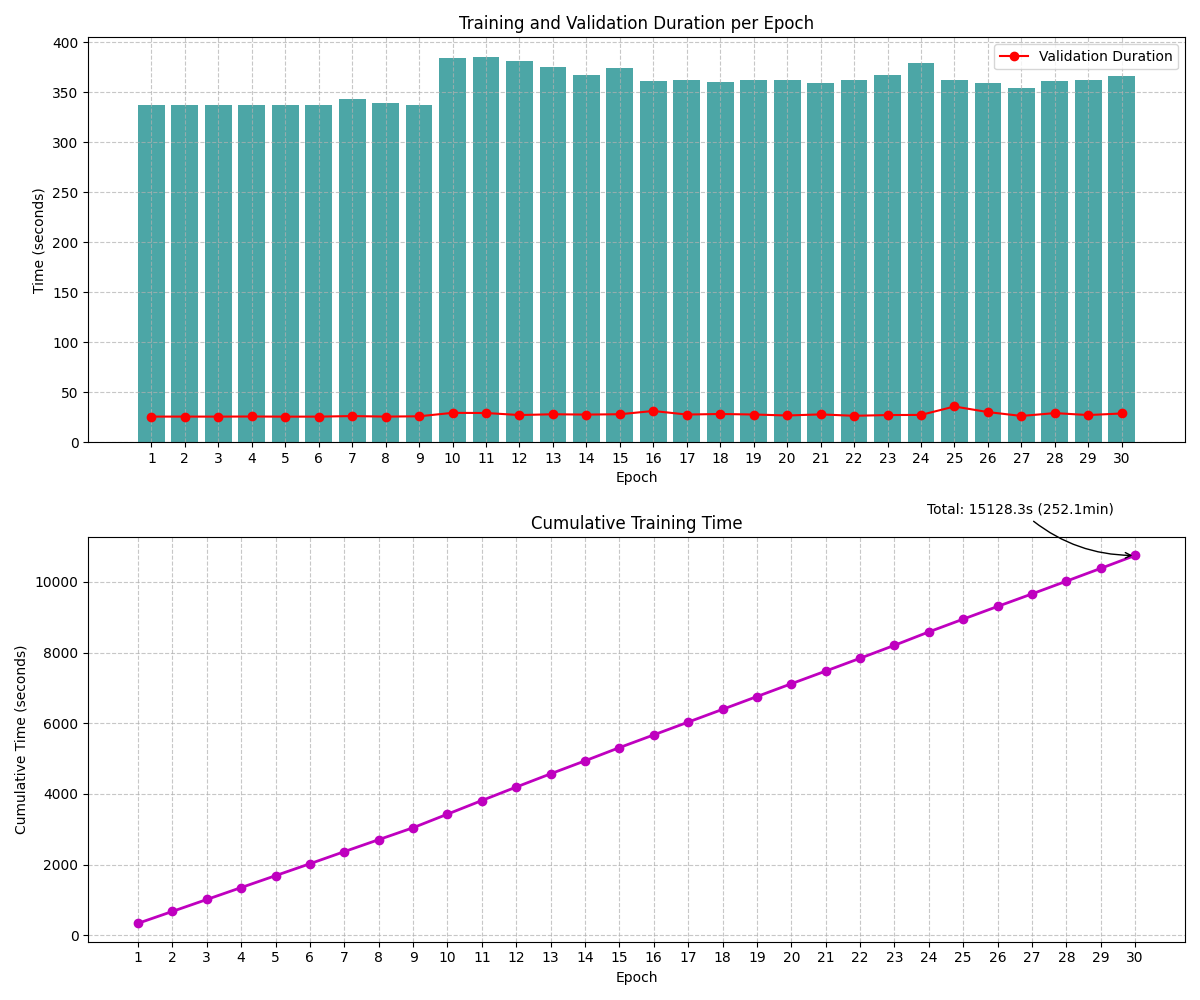 Training and Validation Duration per Epoch
Validation Duration
Time (seconds)
400
350
300
250
200
150
100
50
0
1 2 3 4 5 6 7 8 9 10 11 12 13 14 15 16 17 18 19 20 21 22 23 24 25 26 27 28 29 30
Epoch
Total: 15128.3s (252.1min)
Cumulative Training Time
Cumulative Time (seconds)
10000
8000
6000
4000
2000
0
1 2 3 4 5 6 7 8 9 10 11 12 13 14 15 16 17 18 19 20 21 22 23 24 25 26 27 28 29 30
Epoch